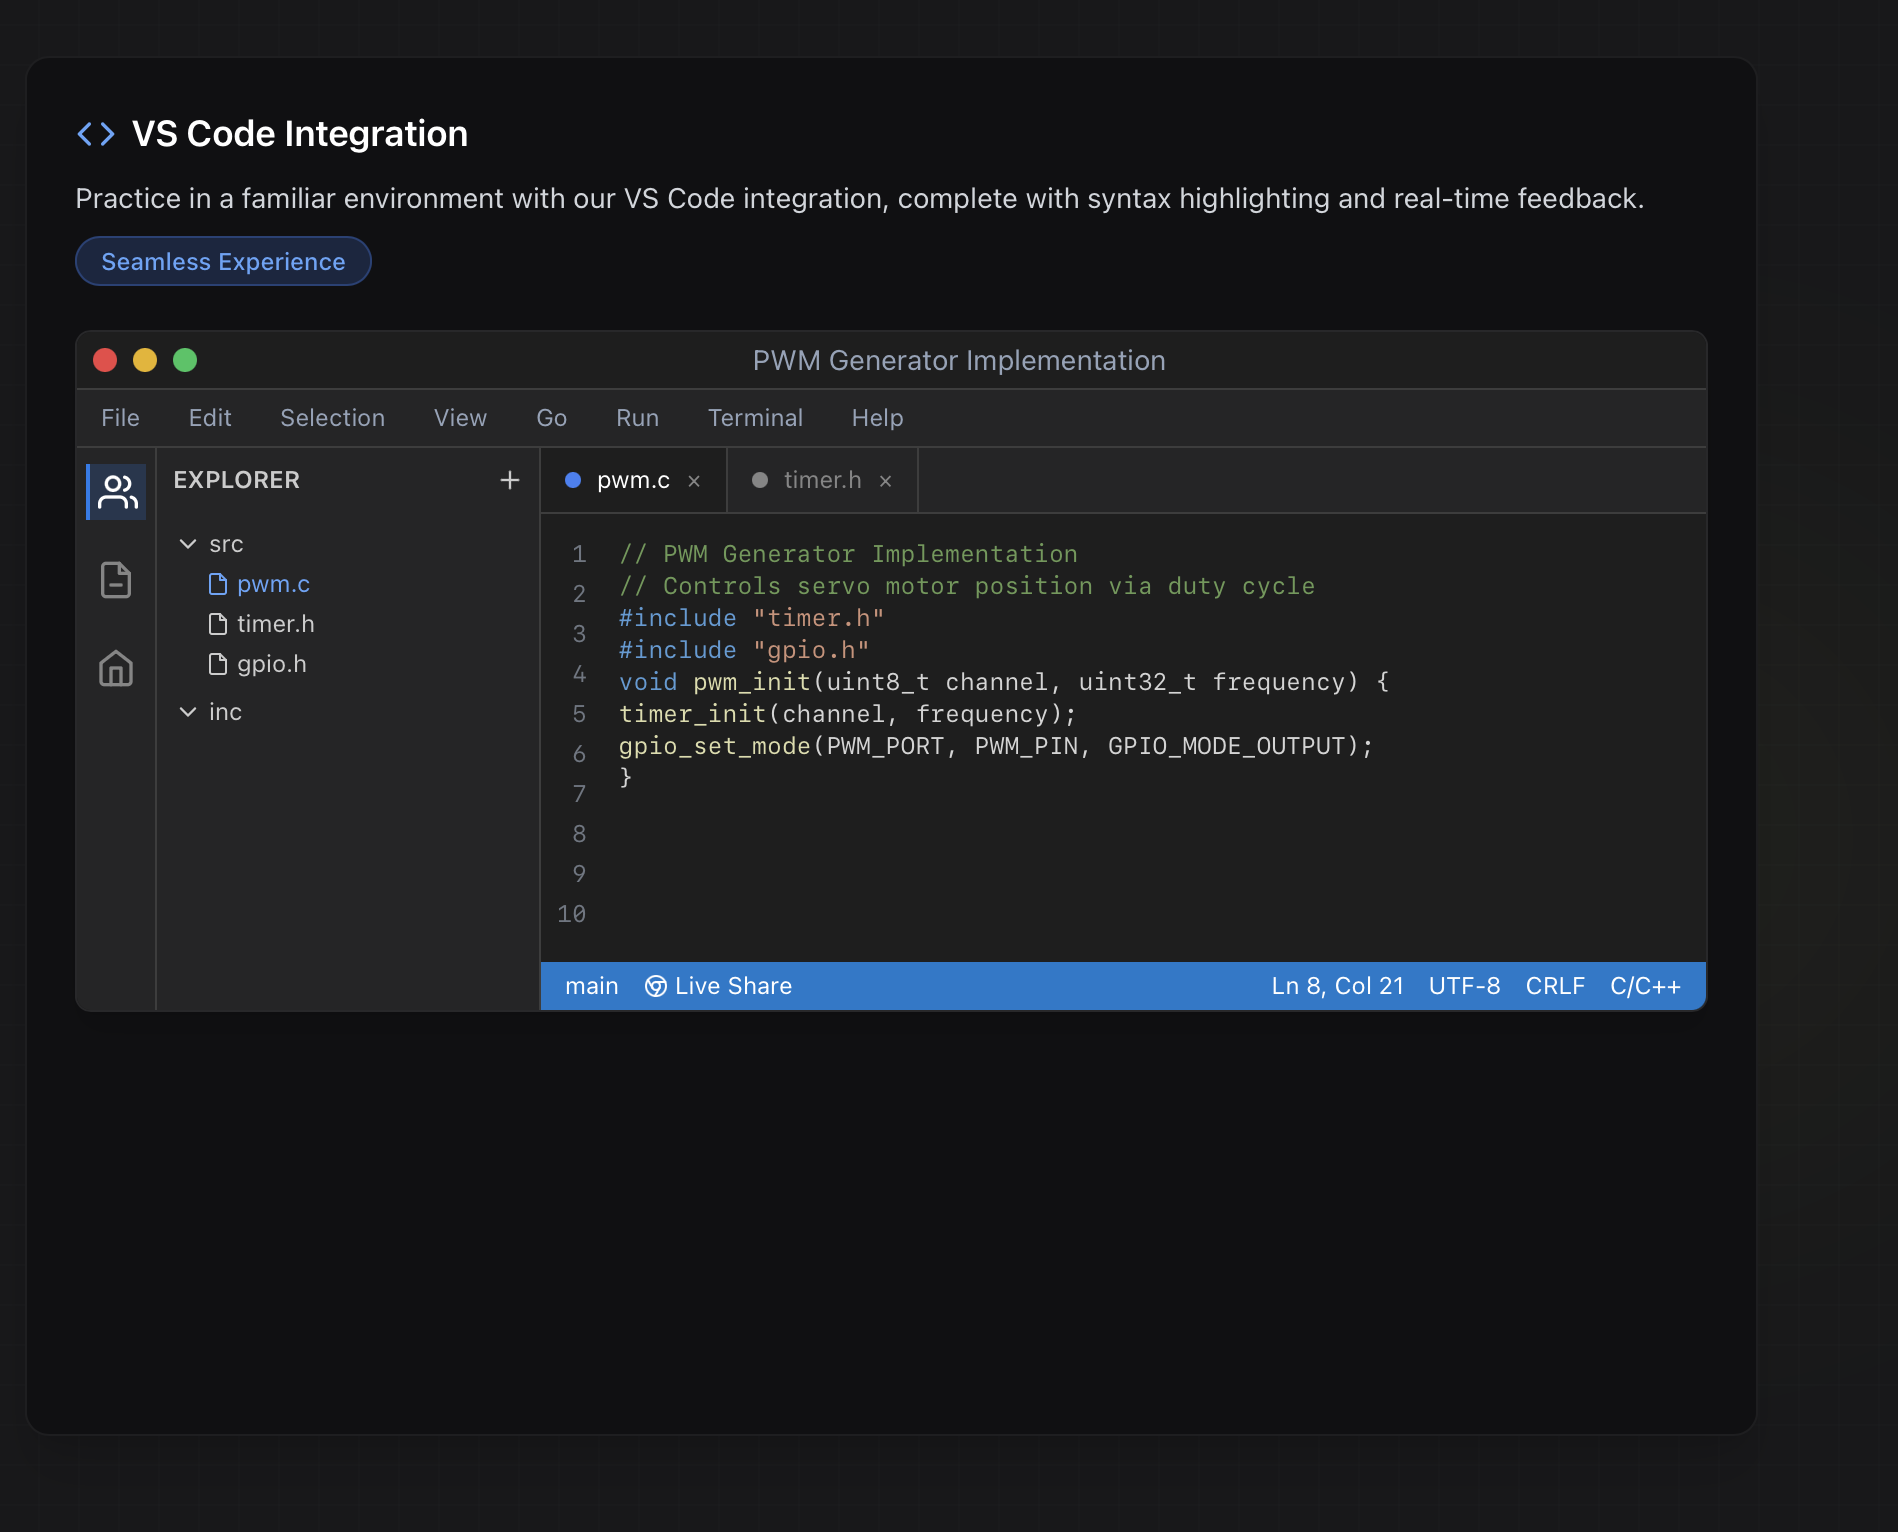 VS Code Integration
Practice in a familiar environment with our VS Code integration, complete with syntax highlighting and real-time feedback.
Seamless Experience
PWM Generator Implementation
File Edit Selection View Go Run Terminal Help
EXPLORER +
src
pwm.c
timer.h
gpio.h
inc
pwm.c × timer.h ×
1 // PWM Generator Implementation
2 // Controls servo motor position via duty cycle
3 #include "timer.h"
4 #include "gpio.h"
5 void pwm_init(uint8_t channel, uint32_t frequency) {
6 timer_init(channel, frequency);
7 gpio_set_mode(PWM_PORT, PWM_PIN, GPIO_MODE_OUTPUT);
8 }
9
10
main Live Share Ln 8, Col 21 UTF-8 CRLF C/C++